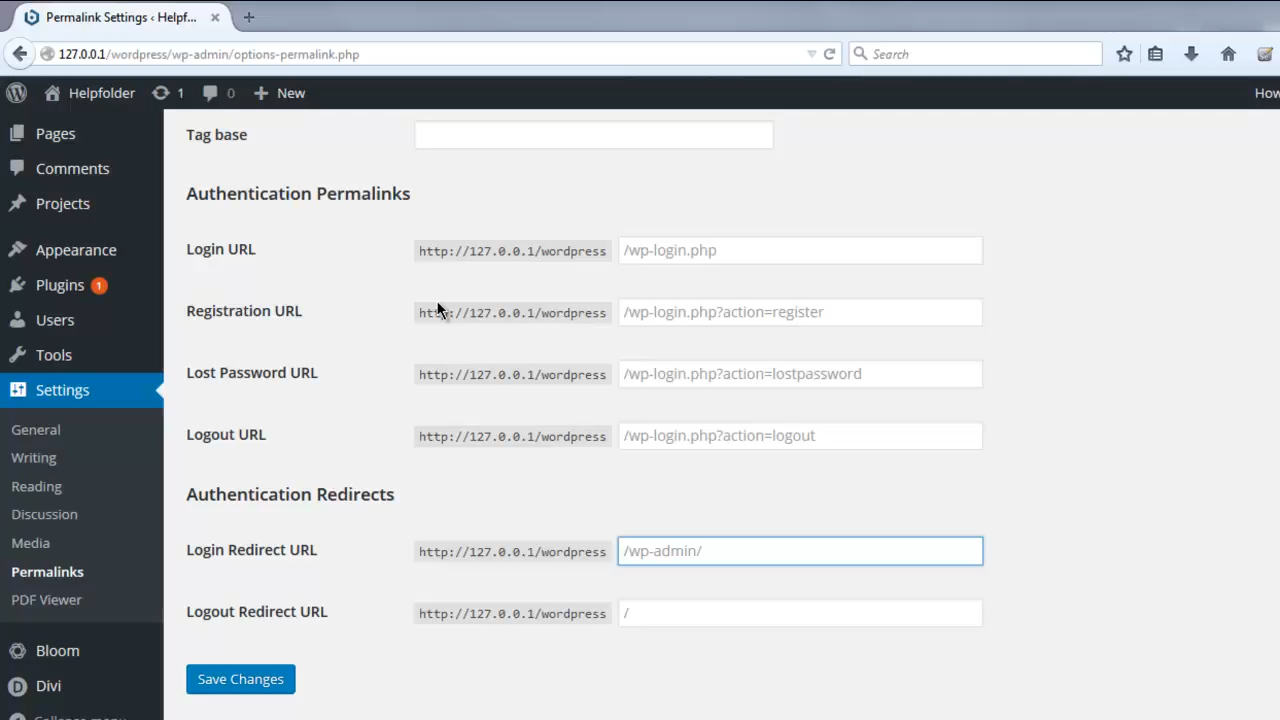 Permalink Settings ‹ Helpf...
127.0.0.1/wordpress/wp-admin/options-permalink.php
Search
Helpfolder
1
0
New
How
Pages
Comments
Projects
Appearance
Plugins 1
Users
Tools
Settings
General
Writing
Reading
Discussion
Media
Permalinks
PDF Viewer
Bloom
Divi
Collapse menu
Tag base
Authentication Permalinks
Login URL http://127.0.0.1/wordpress /wp-login.php
Registration URL http://127.0.0.1/wordpress /wp-login.php?action=register
Lost Password URL http://127.0.0.1/wordpress /wp-login.php?action=lostpassword
Logout URL http://127.0.0.1/wordpress /wp-login.php?action=logout
Authentication Redirects
Login Redirect URL http://127.0.0.1/wordpress /wp-admin/
Logout Redirect URL http://127.0.0.1/wordpress /
Save Changes